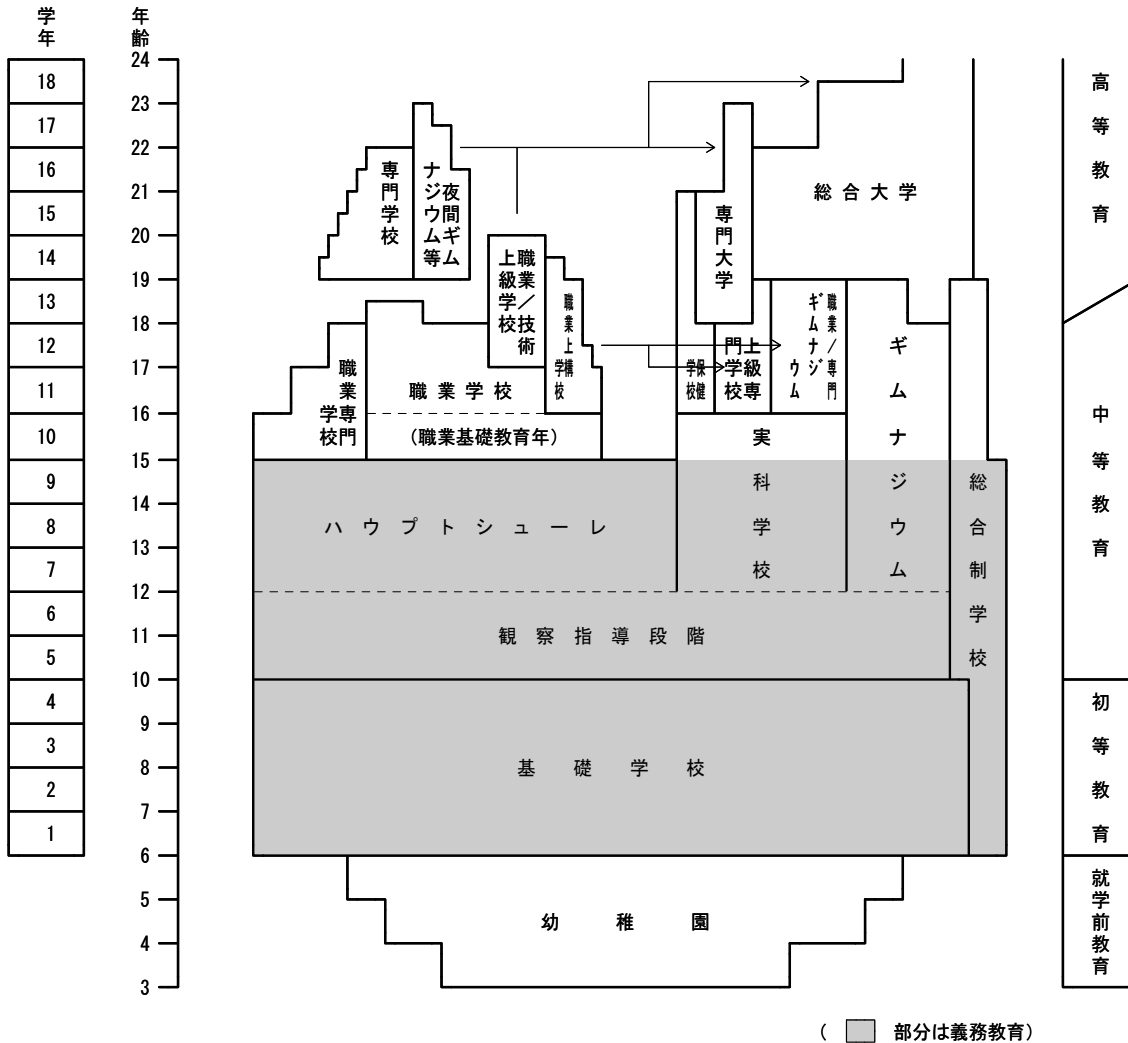 学年
年齢
24
18
23
17
22
16
21
15
20
14
19
13
18
12
17
11
16
10
15
9
14
8
13
7
12
6
11
5
10
4
9
3
8
2
7
1
6
5
4
3
専門学校
夜間ギムナジウム等
職業/技術上級学校
職業上構学校
職業専門学校
職業学校
(職業基礎教育年)
総合大学
専門大学
保健学校
上級専門学校
職業/専門ギムナジウム
ギムナジウム
実科学校
総合制学校
ハウプトシューレ
観察指導段階
基礎学校
幼稚園
高等教育
中等教育
初等教育
就学前教育
( 部分は義務教育)